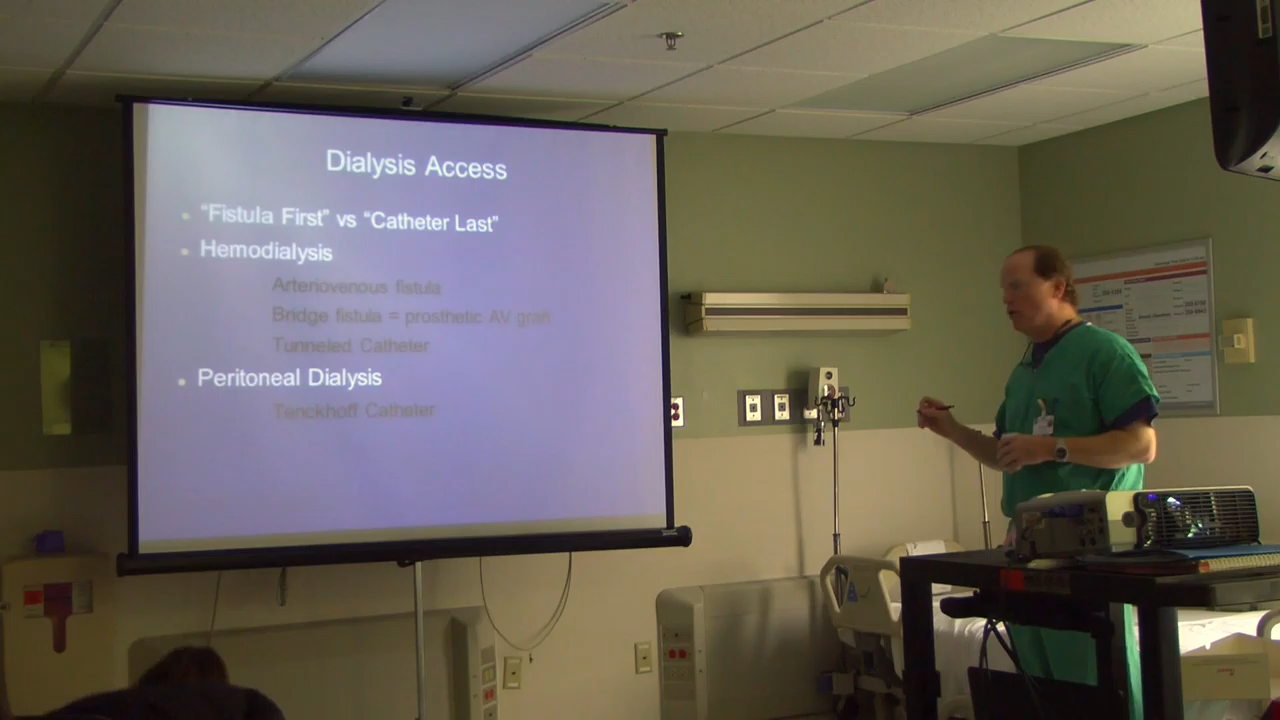 Dialysis Access
“Fistula First” vs “Catheter Last”
Hemodialysis
Arteriovenous fistula
Bridge fistula = prosthetic AV graft
Tunneled Catheter
Peritoneal Dialysis
Tenckhoff Catheter